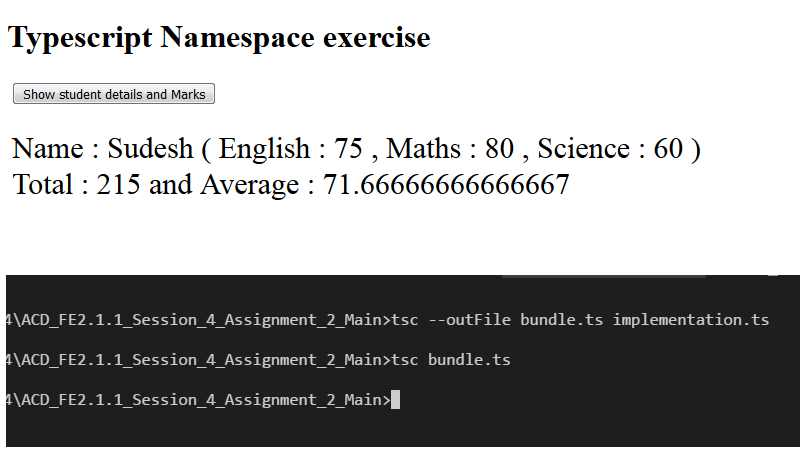 Typescript Namespace exercise
Show student details and Marks
Name : Sudesh ( English : 75 , Maths : 80 , Science : 60 )
Total : 215 and Average : 71.66666666666667
4\ACD_FE2.1.1_Session_4_Assignment_2_Main>tsc --outFile bundle.ts implementation.ts
4\ACD_FE2.1.1_Session_4_Assignment_2_Main>tsc bundle.ts
4\ACD_FE2.1.1_Session_4_Assignment_2_Main>